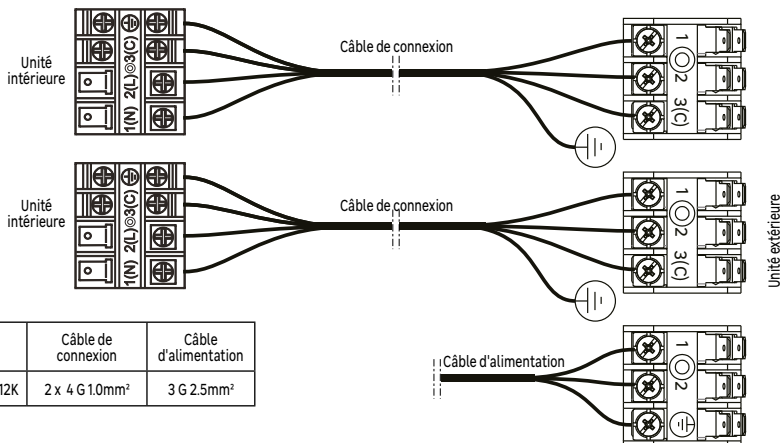 Unité
intérieure
1(N) 2(L) 3(C)
Câble de connexion
1
2
3(C)
Unité
intérieure
1(N) 2(L) 3(C)
Câble de connexion
1
2
3(C)
Unité extérieure
Câble de
connexion
Câble
d'alimentation
12K
2 x 4 G 1.0mm²
3 G 2.5mm²
Câble d'alimentation
1
2